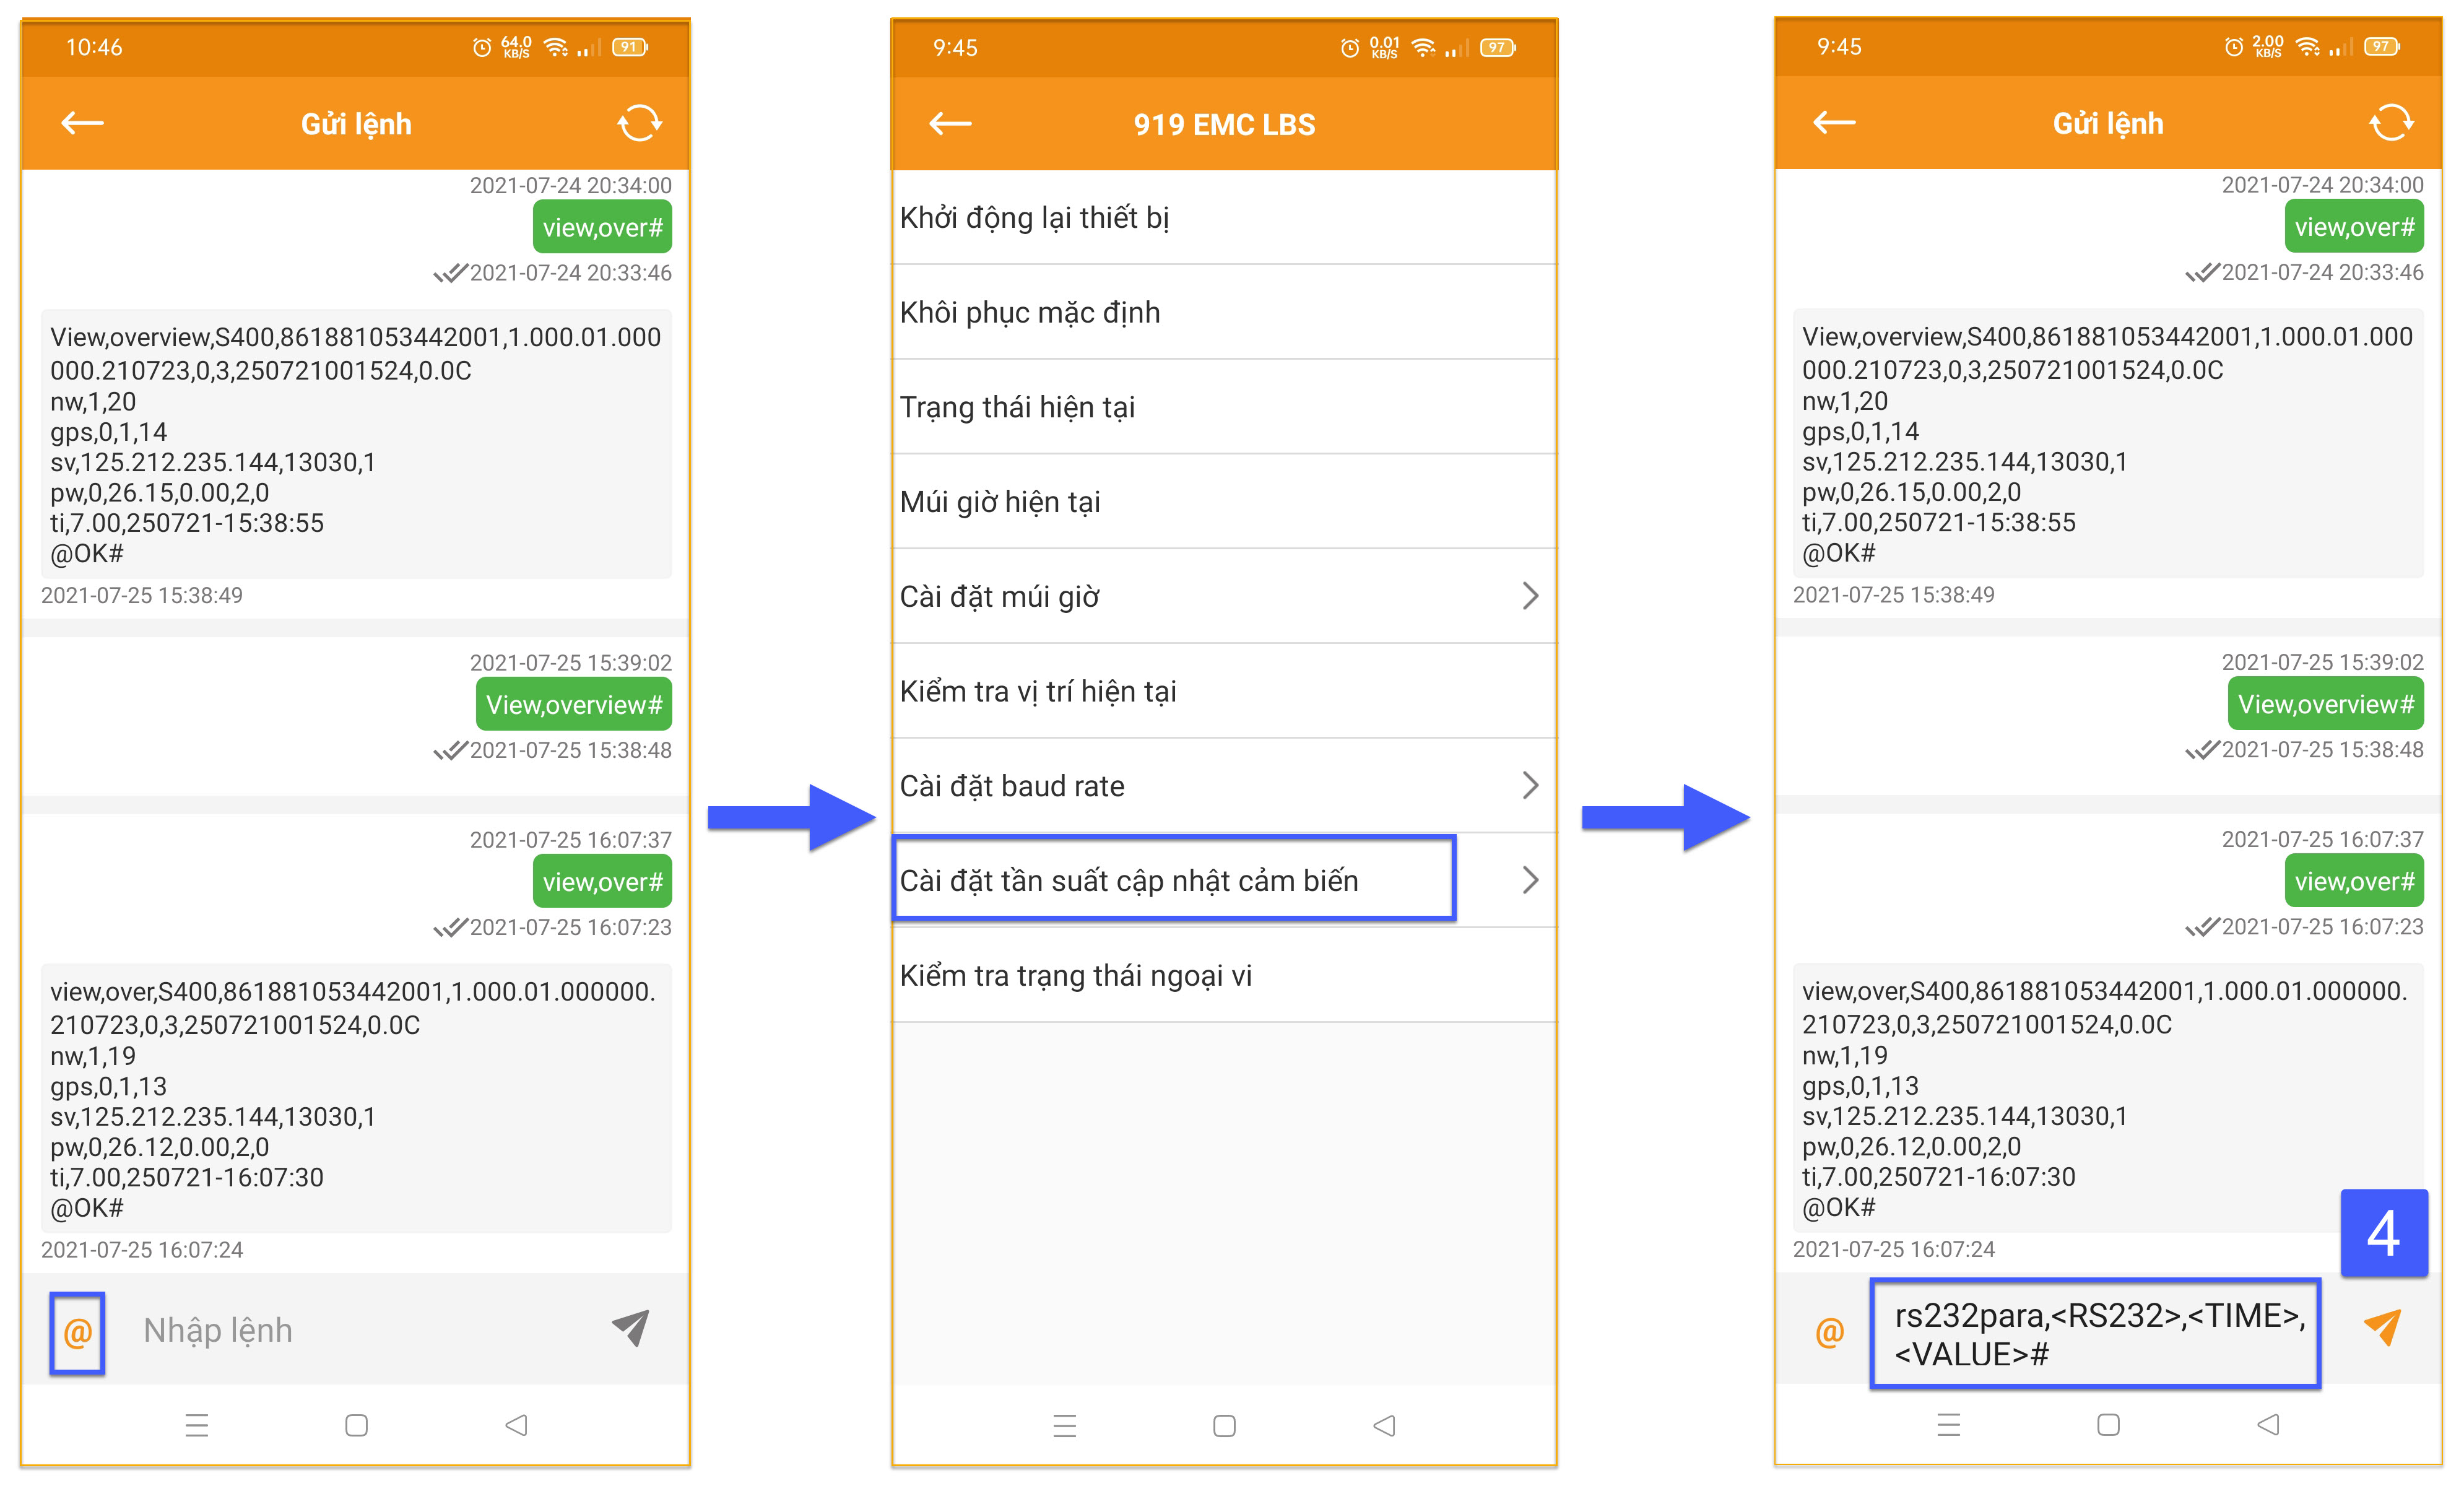 10:46
64.0
KB/S
91
Gửi lệnh
2021-07-24 20:34:00
view,over#
2021-07-24 20:33:46
View,overview,S400,861881053442001,1.000.01.000
000.210723,0,3,250721001524,0.0C
nw,1,20
gps,0,1,14
sv,125.212.235.144,13030,1
pw,0,26.15,0.00,2,0
ti,7.00,250721-15:38:55
@OK#
2021-07-25 15:38:49
2021-07-25 15:39:02
View,overview#
2021-07-25 15:38:48
2021-07-25 16:07:37
view,over#
2021-07-25 16:07:23
view,over,S400,861881053442001,1.000.01.000000.
210723,0,3,250721001524,0.0C
nw,1,19
gps,0,1,13
sv,125.212.235.144,13030,1
pw,0,26.12,0.00,2,0
ti,7.00,250721-16:07:30
@OK#
2021-07-25 16:07:24
@ Nhập lệnh
9:45
0.01
KB/S
97
919 EMC LBS
Khởi động lại thiết bị
Khôi phục mặc định
Trạng thái hiện tại
Múi giờ hiện tại
Cài đặt múi giờ
Kiểm tra vị trí hiện tại
Cài đặt baud rate
Cài đặt tần suất cập nhật cảm biến
Kiểm tra trạng thái ngoại vi
9:45
2.00
KB/S
97
Gửi lệnh
2021-07-24 20:34:00
view,over#
2021-07-24 20:33:46
View,overview,S400,861881053442001,1.000.01.000
000.210723,0,3,250721001524,0.0C
nw,1,20
gps,0,1,14
sv,125.212.235.144,13030,1
pw,0,26.15,0.00,2,0
ti,7.00,250721-15:38:55
@OK#
2021-07-25 15:38:49
2021-07-25 15:39:02
View,overview#
2021-07-25 15:38:48
2021-07-25 16:07:37
view,over#
2021-07-25 16:07:23
view,over,S400,861881053442001,1.000.01.000000.
210723,0,3,250721001524,0.0C
nw,1,19
gps,0,1,13
sv,125.212.235.144,13030,1
pw,0,26.12,0.00,2,0
ti,7.00,250721-16:07:30
@OK#
2021-07-25 16:07:24
4
@ rs232para,<RS232>,<TIME>,
<VALUE>#